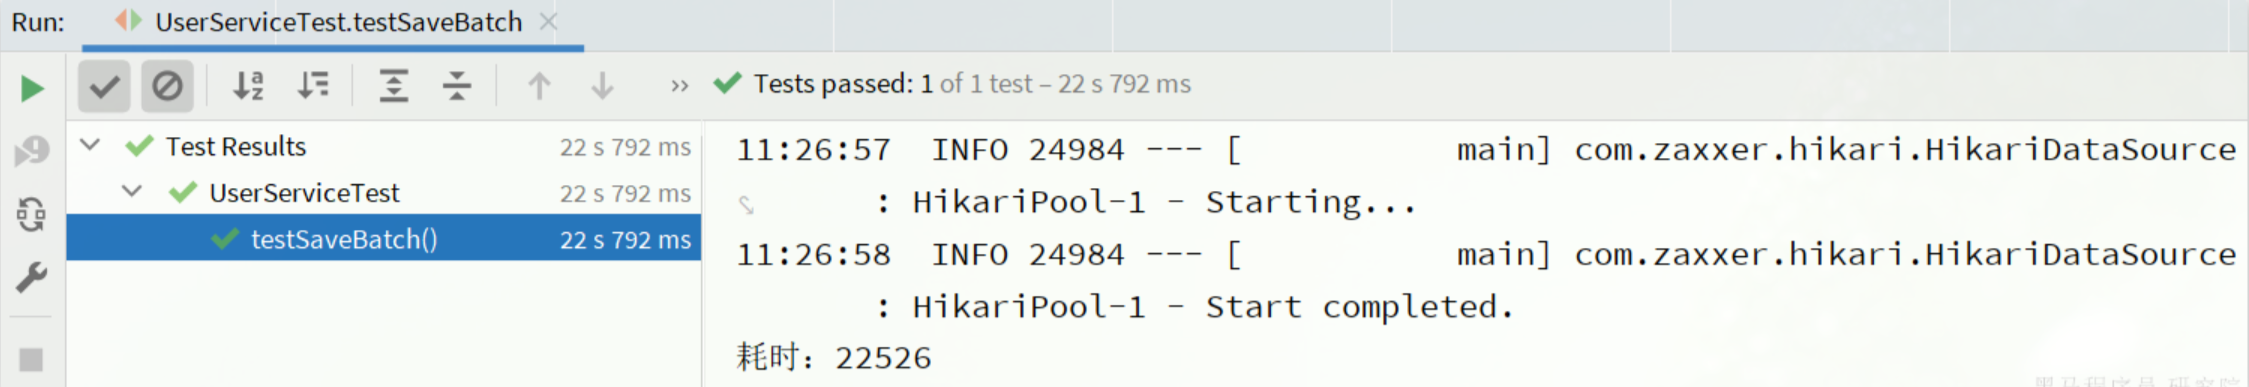 Run: UserServiceTest.testSaveBatch
Tests passed: 1 of 1 test – 22 s 792 ms
Test Results 22 s 792 ms
UserServiceTest 22 s 792 ms
testSaveBatch() 22 s 792 ms
11:26:57  INFO 24984 --- [           main] com.zaxxer.hikari.HikariDataSource
: HikariPool-1 - Starting...
11:26:58  INFO 24984 --- [           main] com.zaxxer.hikari.HikariDataSource
: HikariPool-1 - Start completed.
耗时：22526